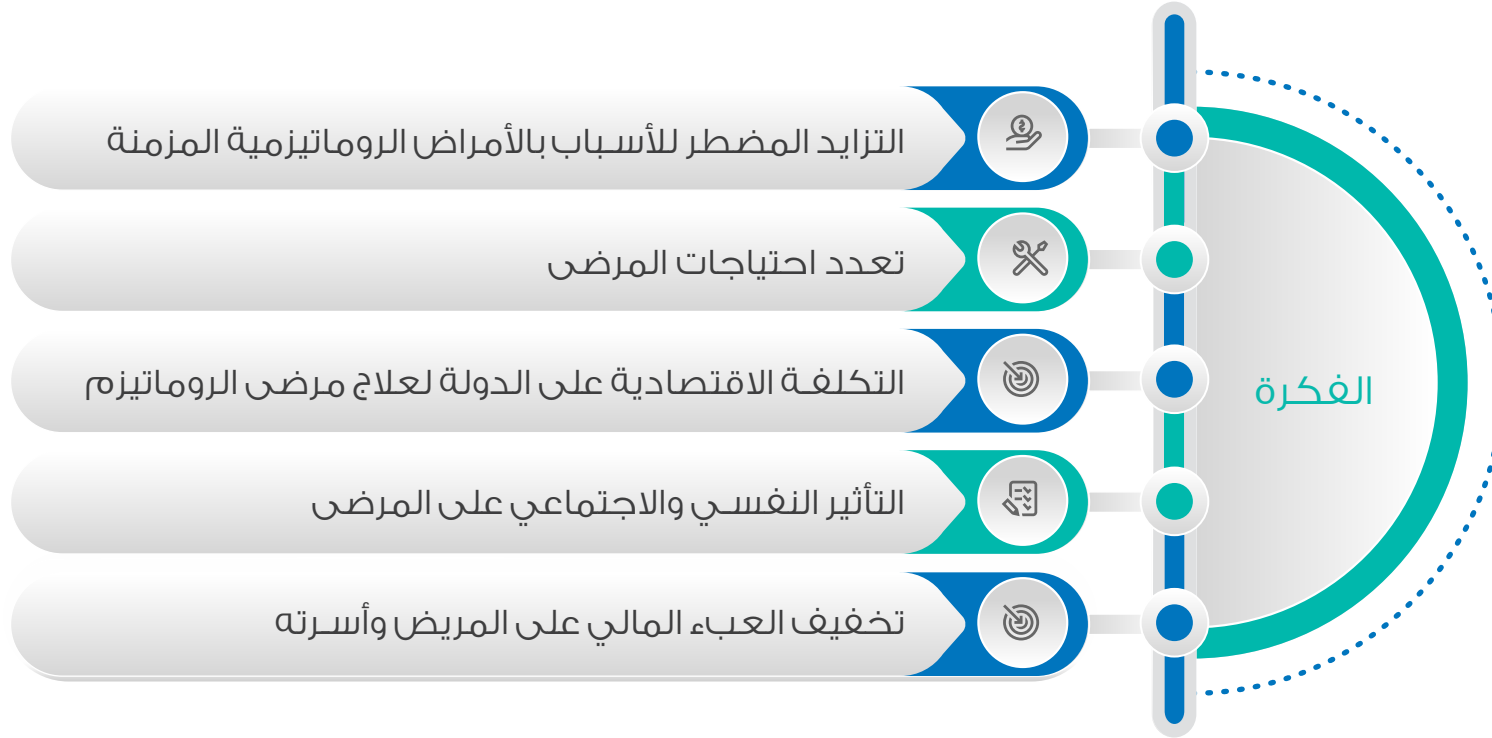 الفكرة
التزايد المضطر للأسباب بالأمراض الروماتيزمية المزمنة
تعدد احتياجات المرضى
التكلفة الاقتصادية على الدولة لعلاج مرضى الروماتيزم
التأثير النفسي والاجتماعي على المرضى
تخفيف العبء المالي على المريض وأسرته